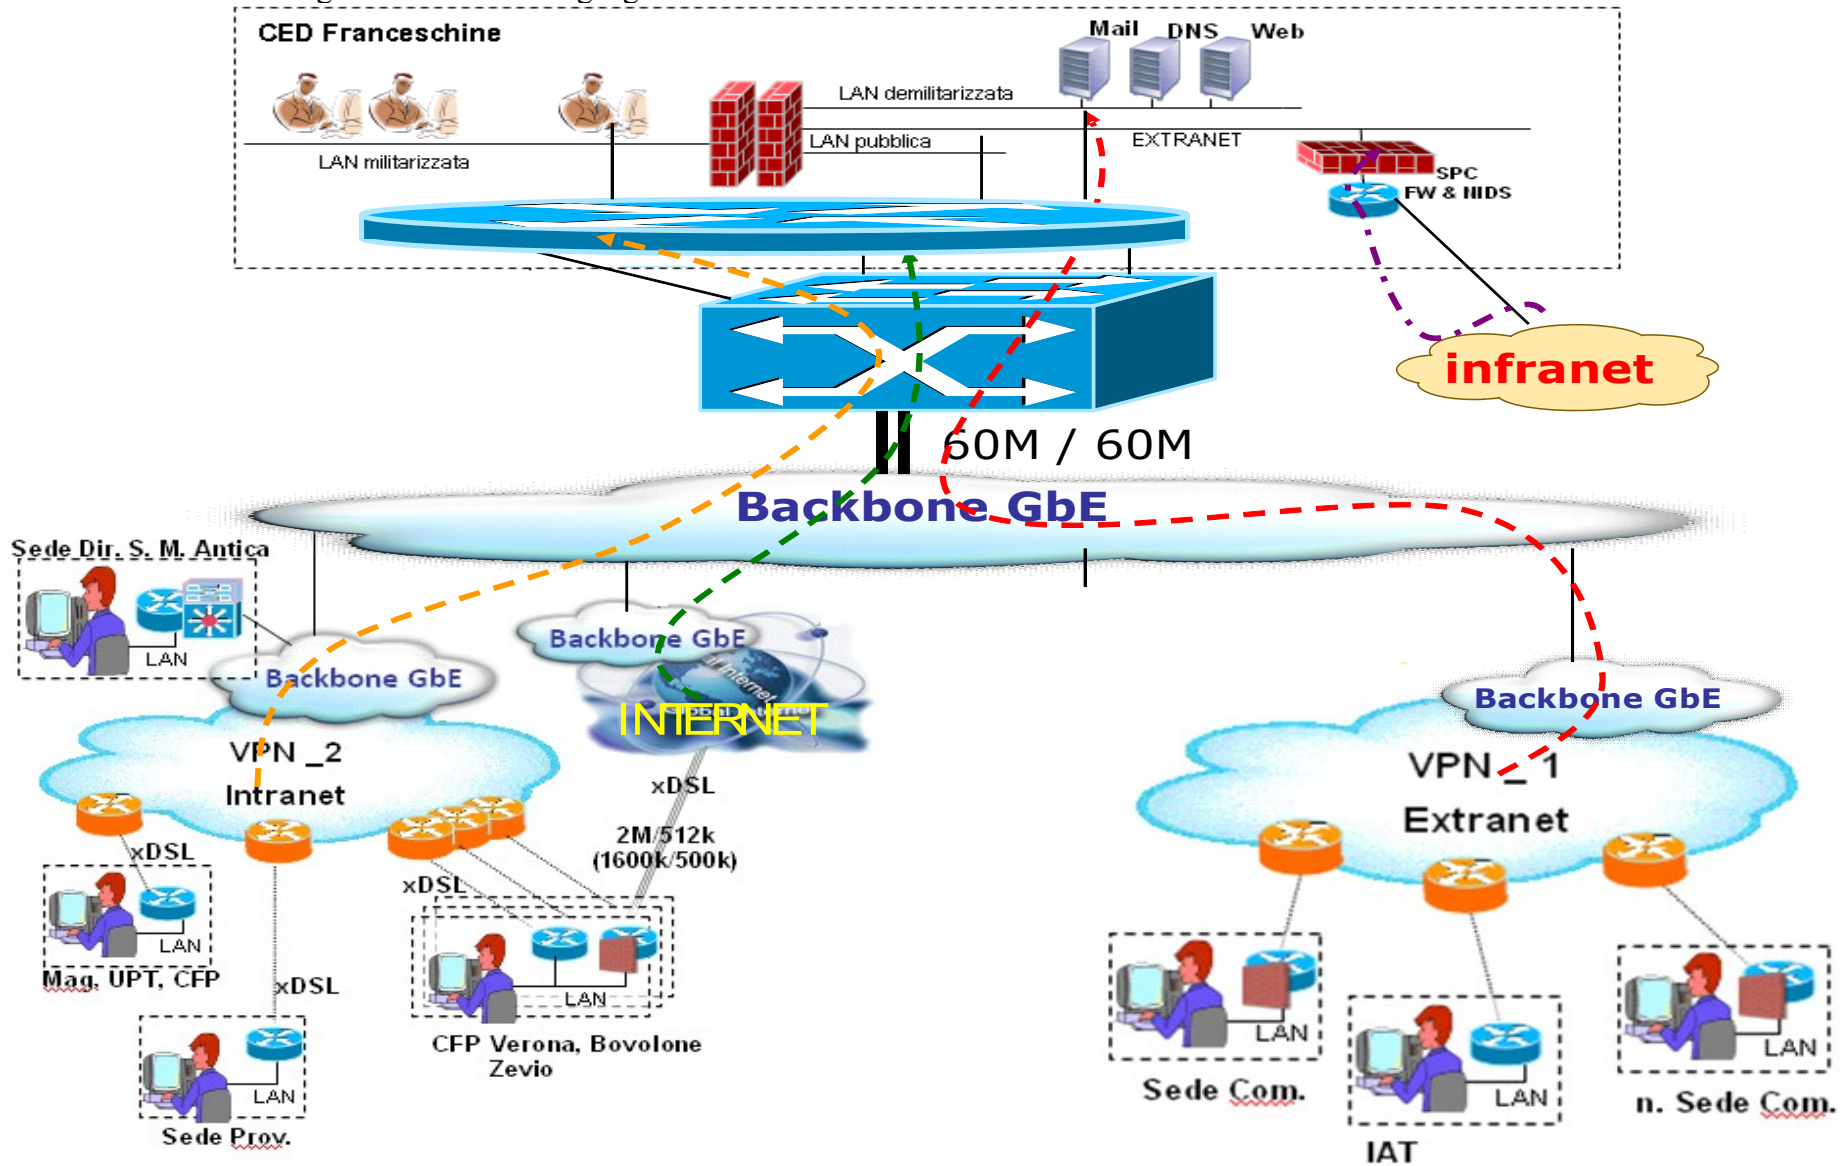 CED Franceschine
Mail
DNS
Web
LAN demilitarizzata
LAN pubblica
EXTRANET
LAN militarizzata
SPC
FW & NIDS
infranet
60M / 60M
Backbone GbE
Sede Dir. S. M. Antica
LAN
Backbone GbE
Backbone GbE
Global Internet
INTERNET
Backbone GbE
VPN _2
Intranet
VPN _ 1
Extranet
xDSL
2M/512k
(1600k/500k)
xDSL
xDSL
LAN
Mag, UPT, CFP
xDSL
LAN
CFP Verona, Bovolone
Zevio
LAN
Sede Prov.
LAN
Sede Com.
LAN
IAT
LAN
n. Sede Com.